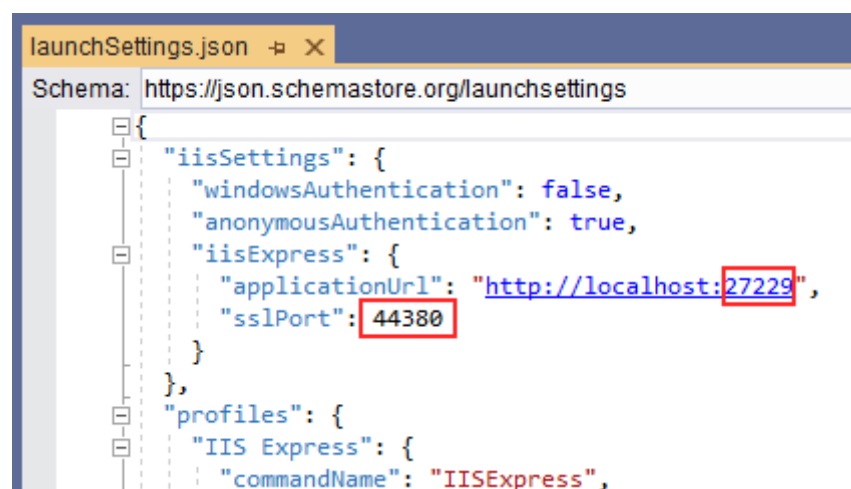 launchSettings.json
Schema: https://json.schemastore.org/launchsettings
{
"iisSettings": {
"windowsAuthentication": false,
"anonymousAuthentication": true,
"iisExpress": {
"applicationUrl": "http://localhost:27229",
"sslPort": 44380
}
},
"profiles": {
"IIS Express": {
"commandName": "IISExpress",